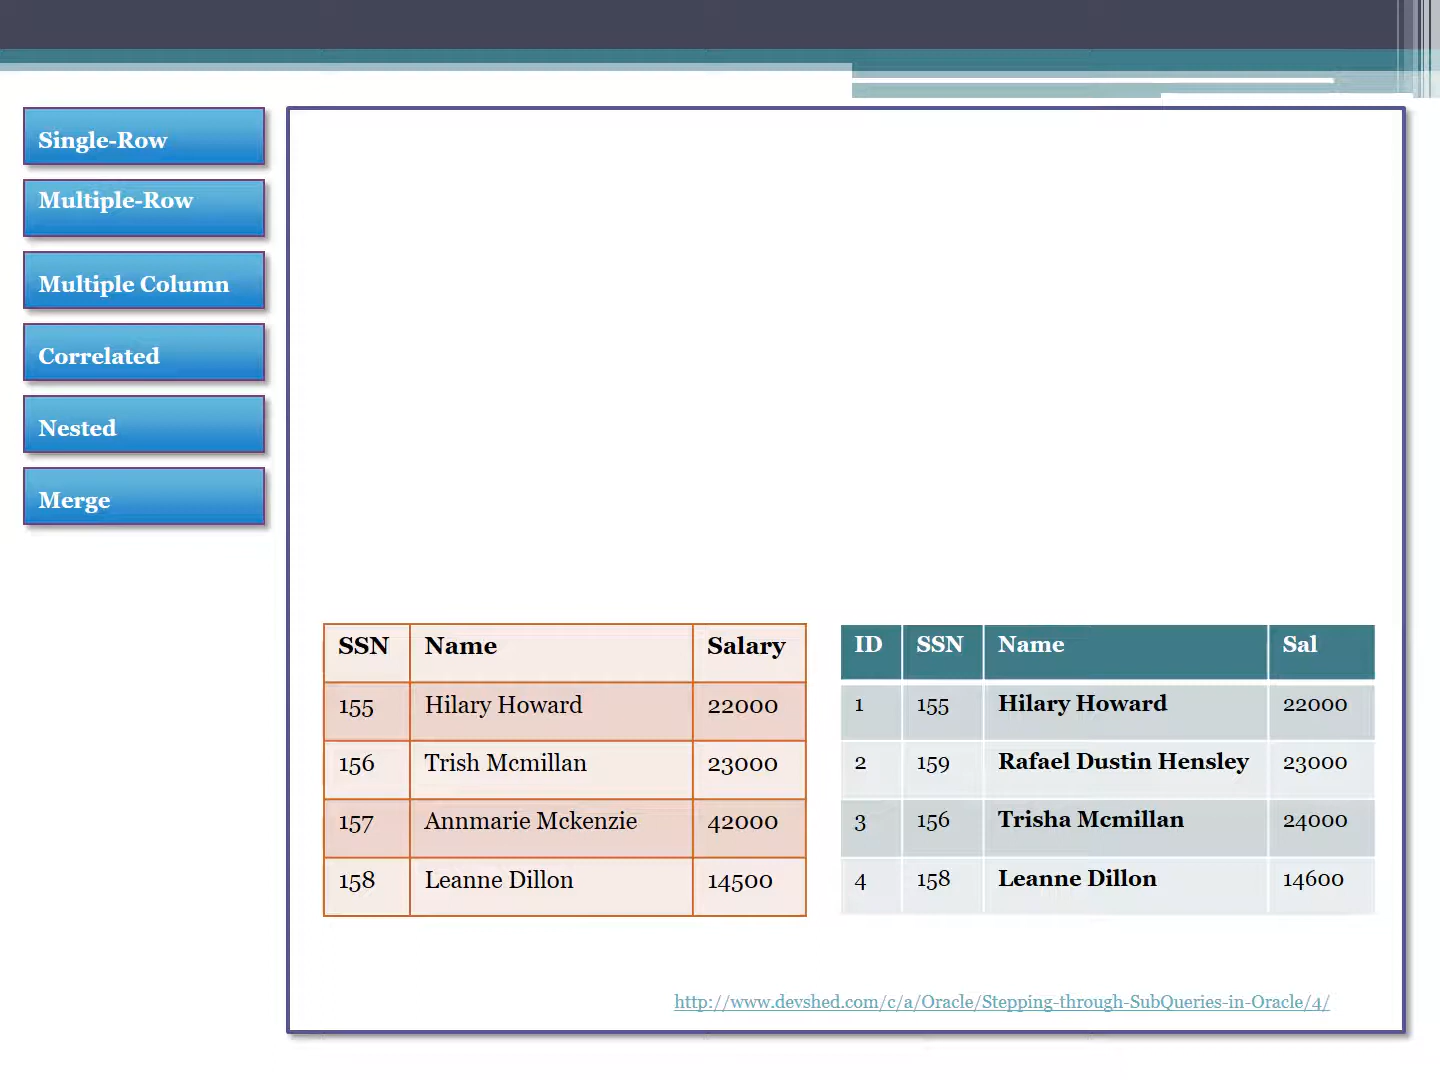 Single-Row
Multiple-Row
Multiple Column
Correlated
Nested
Merge
SSN Name Salary
155 Hilary Howard 22000
156 Trish Mcmillan 23000
157 Annmarie Mckenzie 42000
158 Leanne Dillon 14500
ID SSN Name Sal
1 155 Hilary Howard 22000
2 159 Rafael Dustin Hensley 23000
3 156 Trisha Mcmillan 24000
4 158 Leanne Dillon 14600
http://www.devshed.com/c/a/Oracle/Stepping-through-SubQueries-in-Oracle/4/